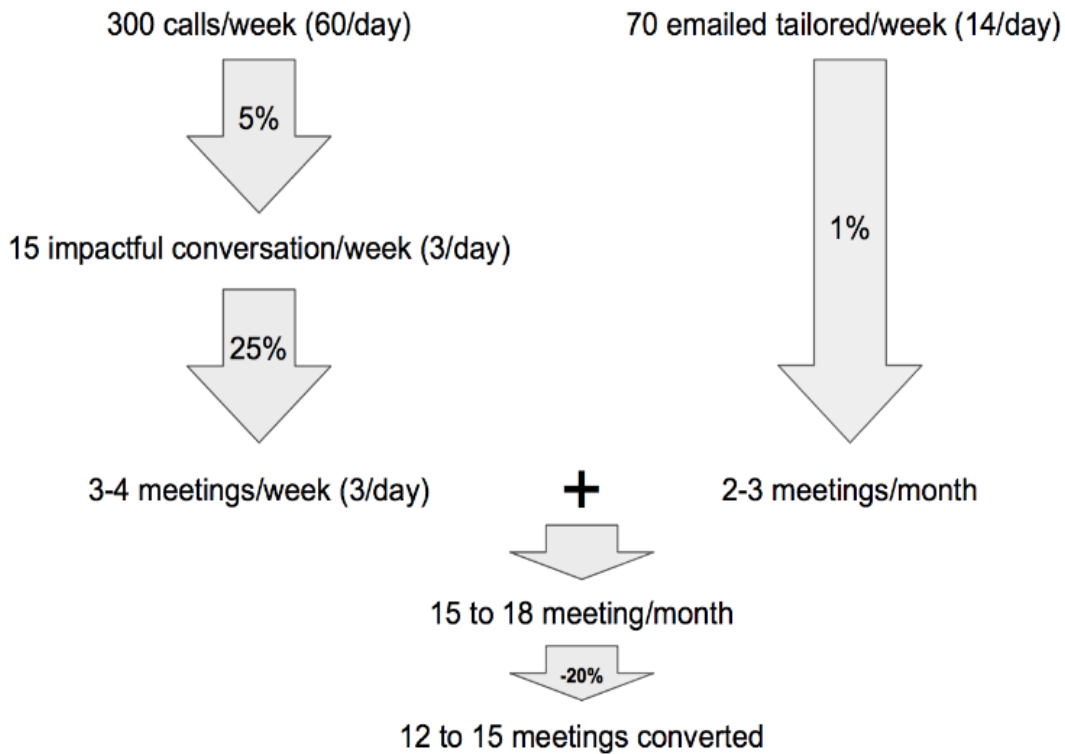 300 calls/week (60/day)
70 emailed tailored/week (14/day)
5%
1%
15 impactful conversation/week (3/day)
25%
3-4 meetings/week (3/day)
+
2-3 meetings/month
15 to 18 meeting/month
-20%
12 to 15 meetings converted